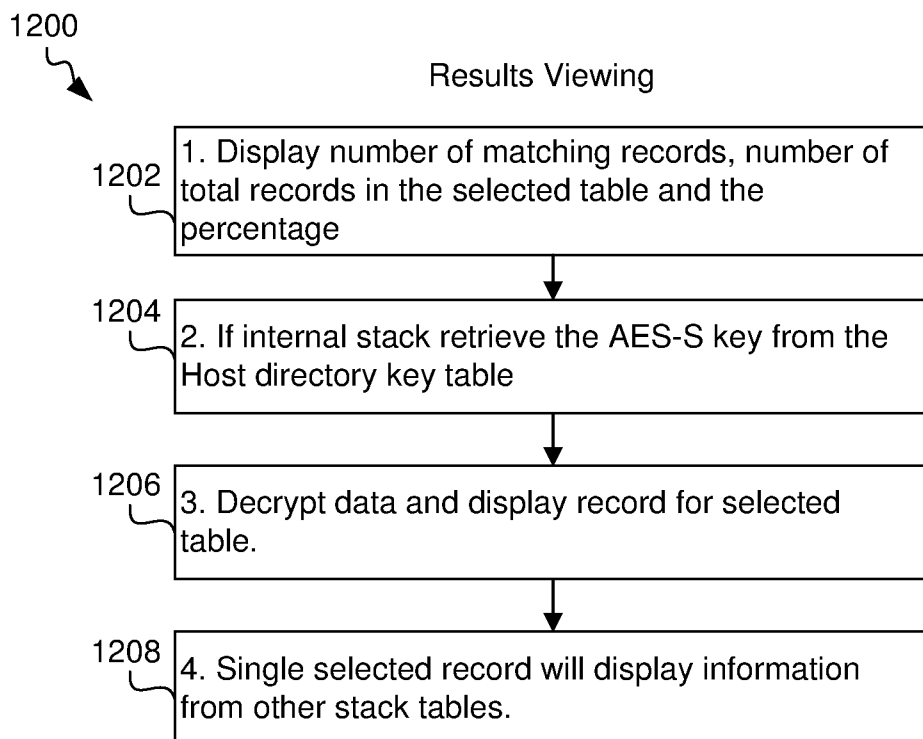 1200
Results Viewing
1202
1. Display number of matching records, number of
total records in the selected table and the
percentage
1204
2. If internal stack retrieve the AES-S key from the
Host directory key table
1206
3. Decrypt data and display record for selected
table.
1208
4. Single selected record will display information
from other stack tables.